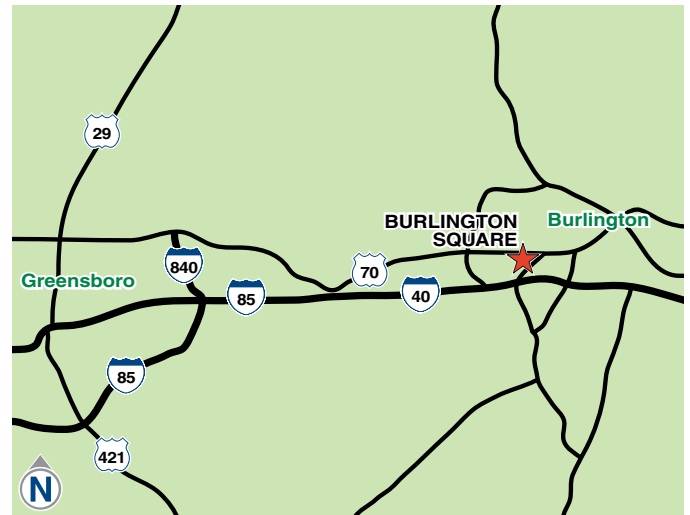 29
BURLINGTON
SQUARE
Burlington
840
70
Greensboro
85
40
85
421
N